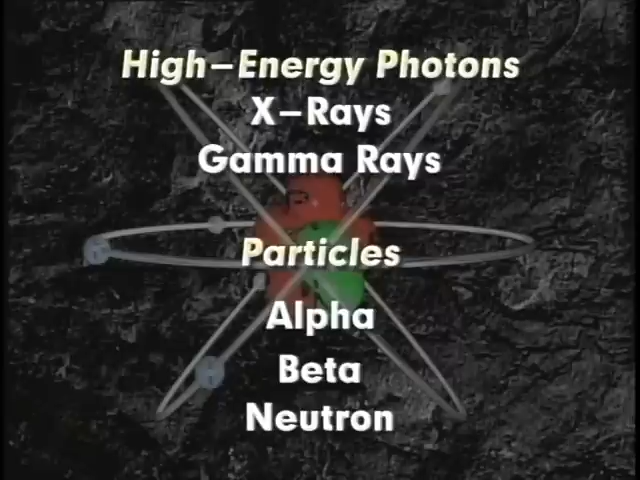 High-Energy Photons
X-Rays
Gamma Rays
Particles
Alpha
Beta
Neutron